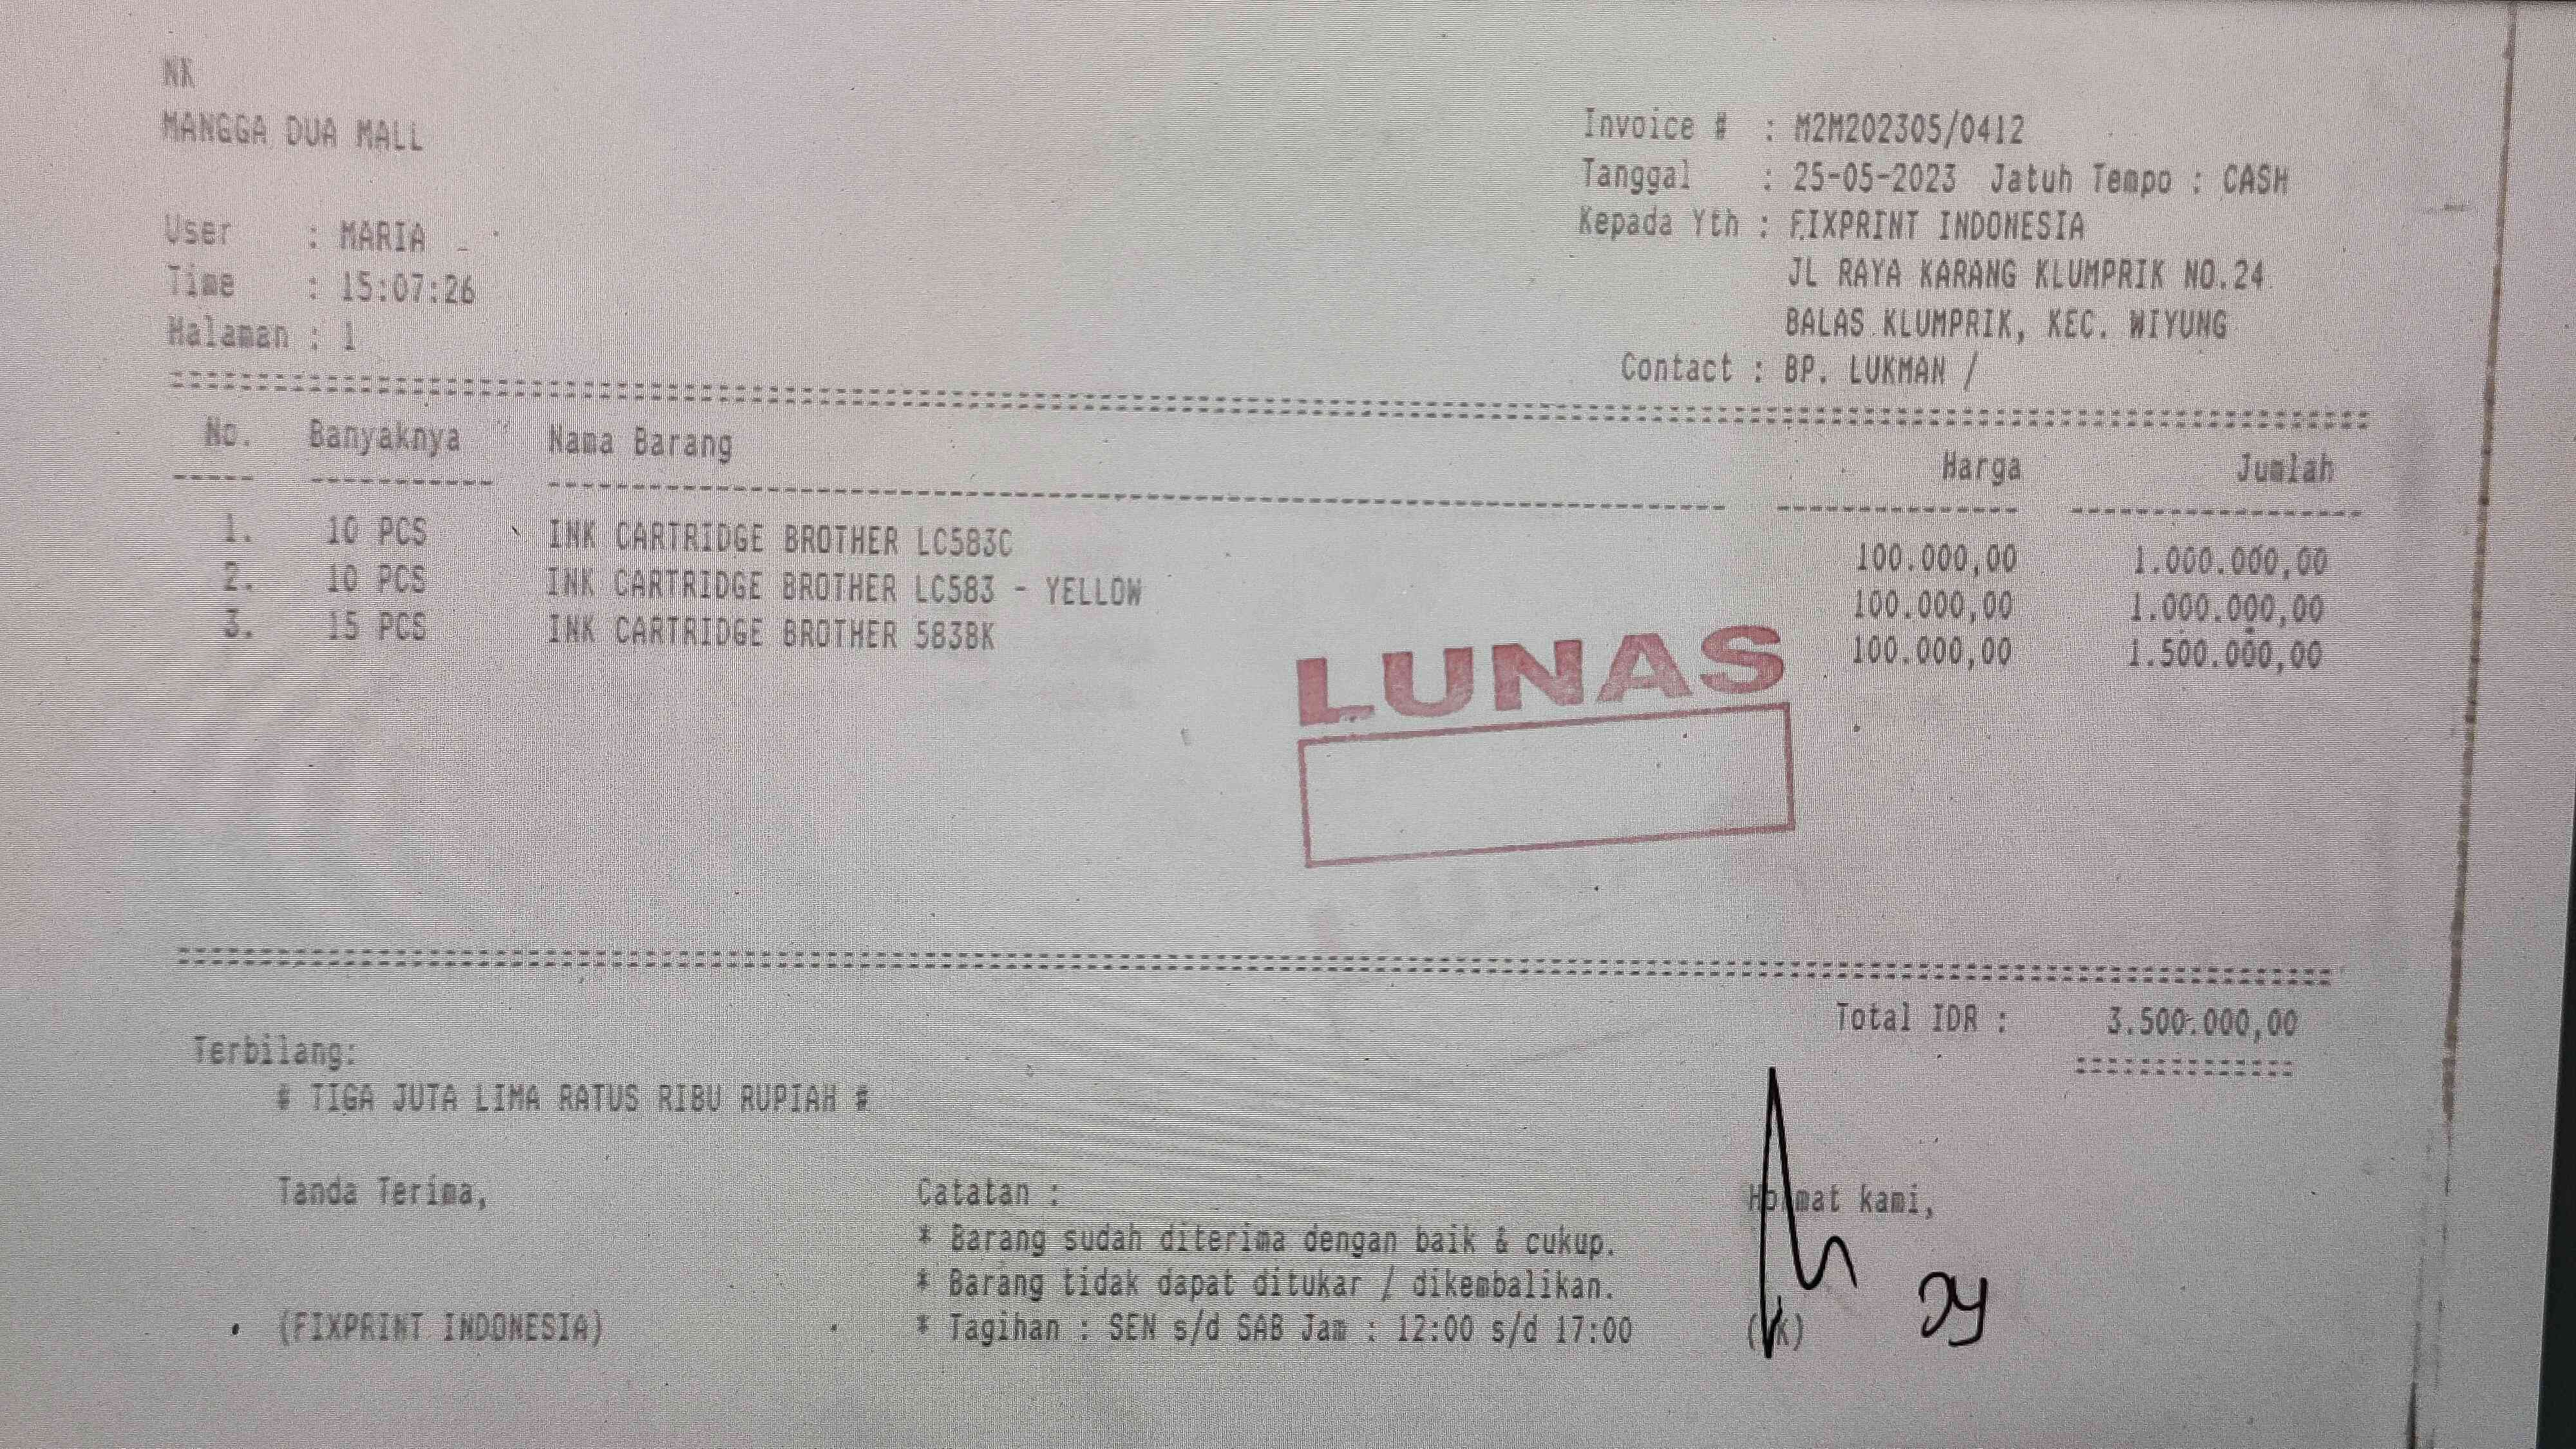 NK
MANGGA DUA MALL
User : MARIA
Time : 15:07:26
Halaman : 1
Invoice # : M2M202305/0412
Tanggal : 25-05-2023 Jatuh Tempo : CASH
Kepada Yth : FIXPRINT INDONESIA
JL RAYA KARANG KLUMPRIK NO.24
BALAS KLUMPRIK, KEC. WIYUNG
Contact : BP. LUKMAN /
No. Banyaknya Nama Barang Harga Jumlah
1. 10 PCS INK CARTRIDGE BROTHER LC583C 100.000,00 1.000.000,00
2. 10 PCS INK CARTRIDGE BROTHER LC583 - YELLOW 100.000,00 1.000.000,00
3. 15 PCS INK CARTRIDGE BROTHER 583BK 100.000,00 1.500.000,00
LUNAS
Total IDR : 3.500.000,00
Terbilang:
# TIGA JUTA LIMA RATUS RIBU RUPIAH #
Tanda Terima,
(FIXPRINT INDONESIA)
Catatan :
* Barang sudah diterima dengan baik & cukup.
* Barang tidak dapat ditukar / dikembalikan.
* Tagihan : SEN s/d SAB Jam : 12:00 s/d 17:00
Hormat kami,
(NK)